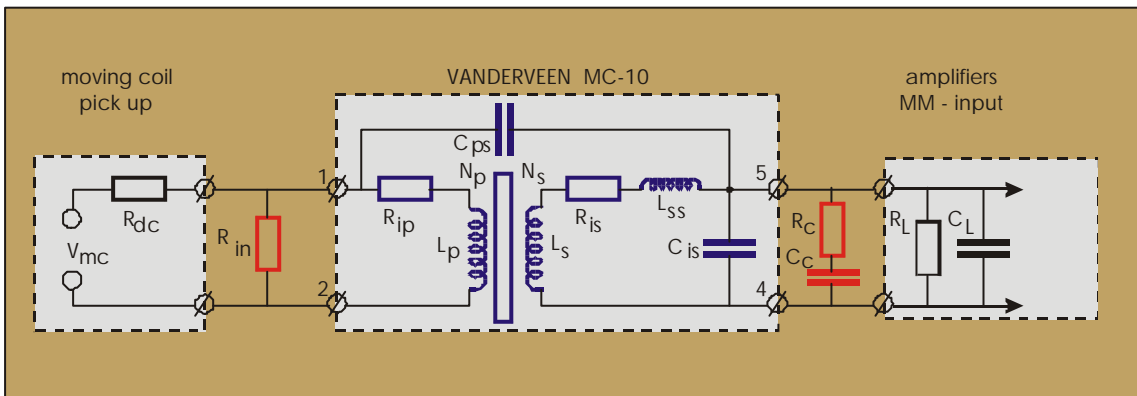 moving coil
pick up
VANDERVEEN MC-10
amplifiers
MM - input
Cps
1
Np
Ns
5
Rdc
Rin
Rip
Ris
Lss
Rc
RL
CL
Vmc
Lp
Ls
Cis
Cc
2
4